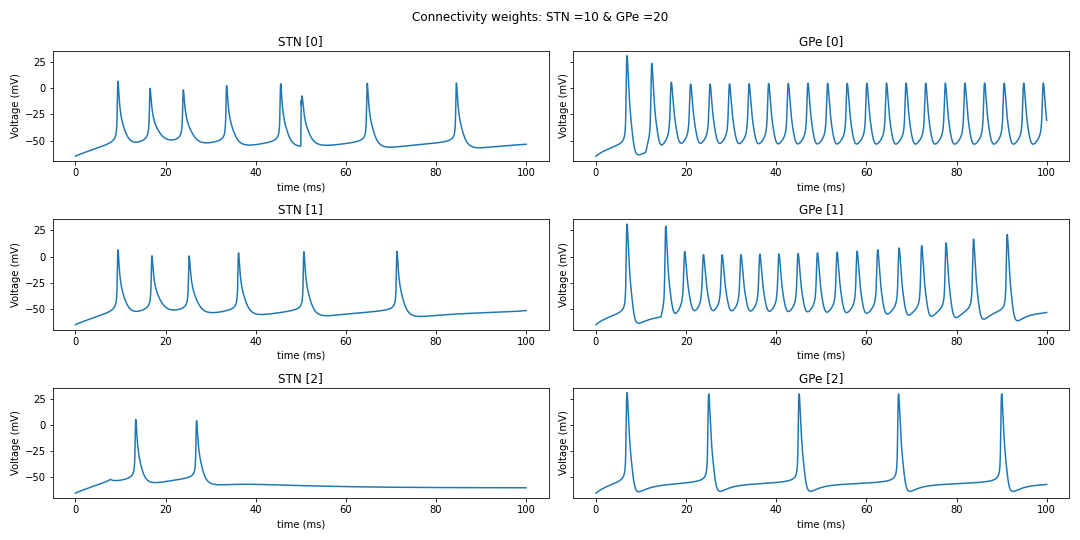 Connectivity weights: STN =10 & GPe =20
STN [0]
Voltage (mV)
25
0
−25
−50
0
20
40
60
80
100
time (ms)
GPe [0]
Voltage (mV)
0
20
40
60
80
100
time (ms)
STN [1]
Voltage (mV)
25
0
−25
−50
0
20
40
60
80
100
time (ms)
GPe [1]
Voltage (mV)
0
20
40
60
80
100
time (ms)
STN [2]
Voltage (mV)
25
0
−25
−50
0
20
40
60
80
100
time (ms)
GPe [2]
Voltage (mV)
0
20
40
60
80
100
time (ms)